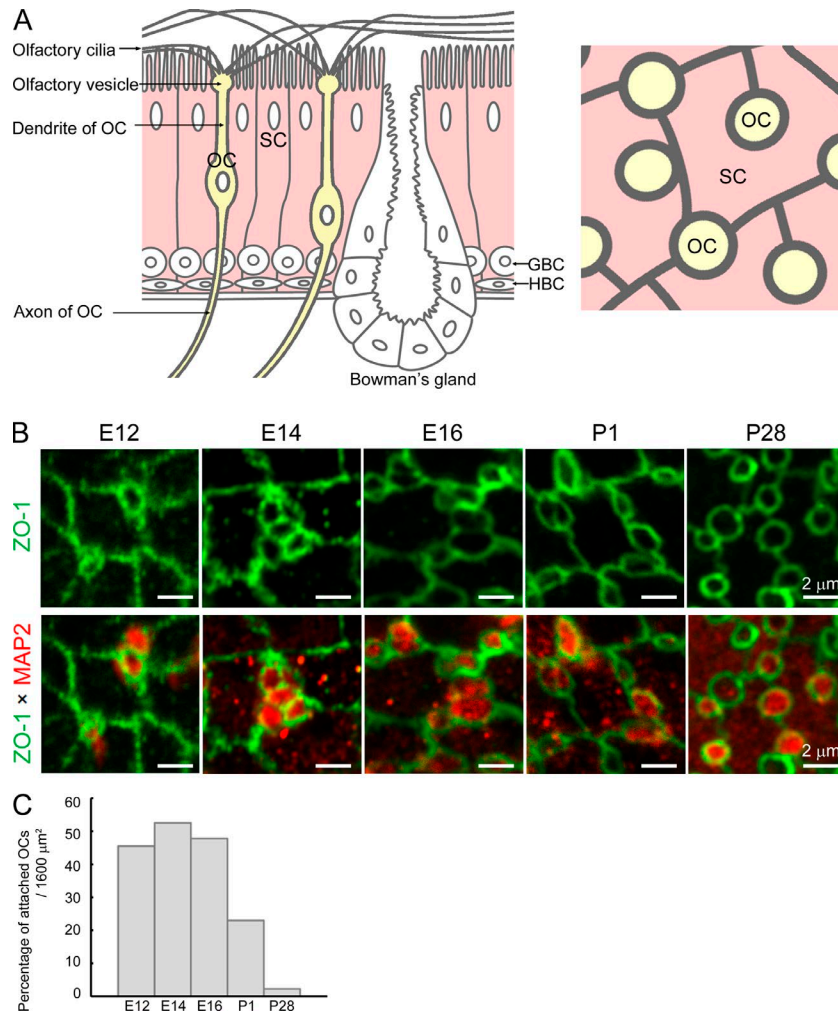 A
Olfactory cilia
Olfactory vesicle
Dendrite of OC
OC
SC
Axon of OC
GBC
HBC
Bowman's gland
OC
SC
OC
B
E12 E14 E16 P1 P28
ZO-1
2 μm
ZO-1 × MAP2
2 μm
C
Percentage of attached OCs
/ 1600 μm²
60
50
40
30
20
10
0
E12 E14 E16 P1 P28